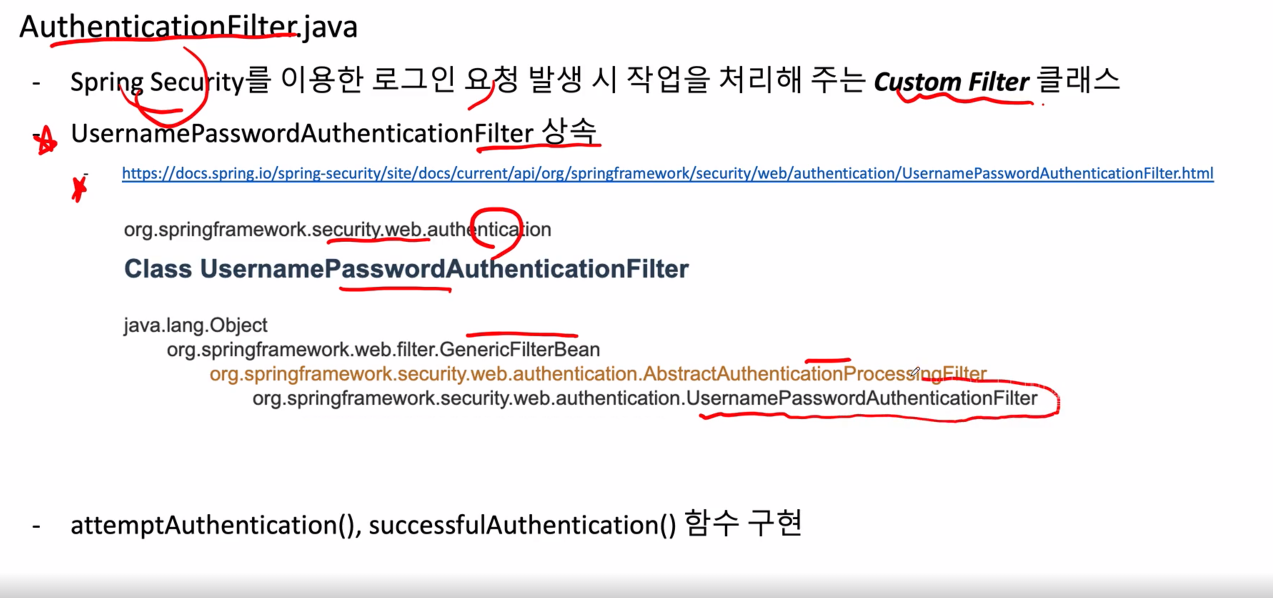 AuthenticationFilter.java
- Spring Security를 이용한 로그인 요청 발생 시 작업을 처리해 주는 Custom Filter 클래스
- UsernamePasswordAuthenticationFilter 상속
- https://docs.spring.io/spring-security/site/docs/current/api/org/springframework/security/web/authentication/UsernamePasswordAuthenticationFilter.html
org.springframework.security.web.authentication
Class UsernamePasswordAuthenticationFilter
java.lang.Object
org.springframework.web.filter.GenericFilterBean
org.springframework.security.web.authentication.AbstractAuthenticationProcessingFilter
org.springframework.security.web.authentication.UsernamePasswordAuthenticationFilter
- attemptAuthentication(), successfulAuthentication() 함수 구현